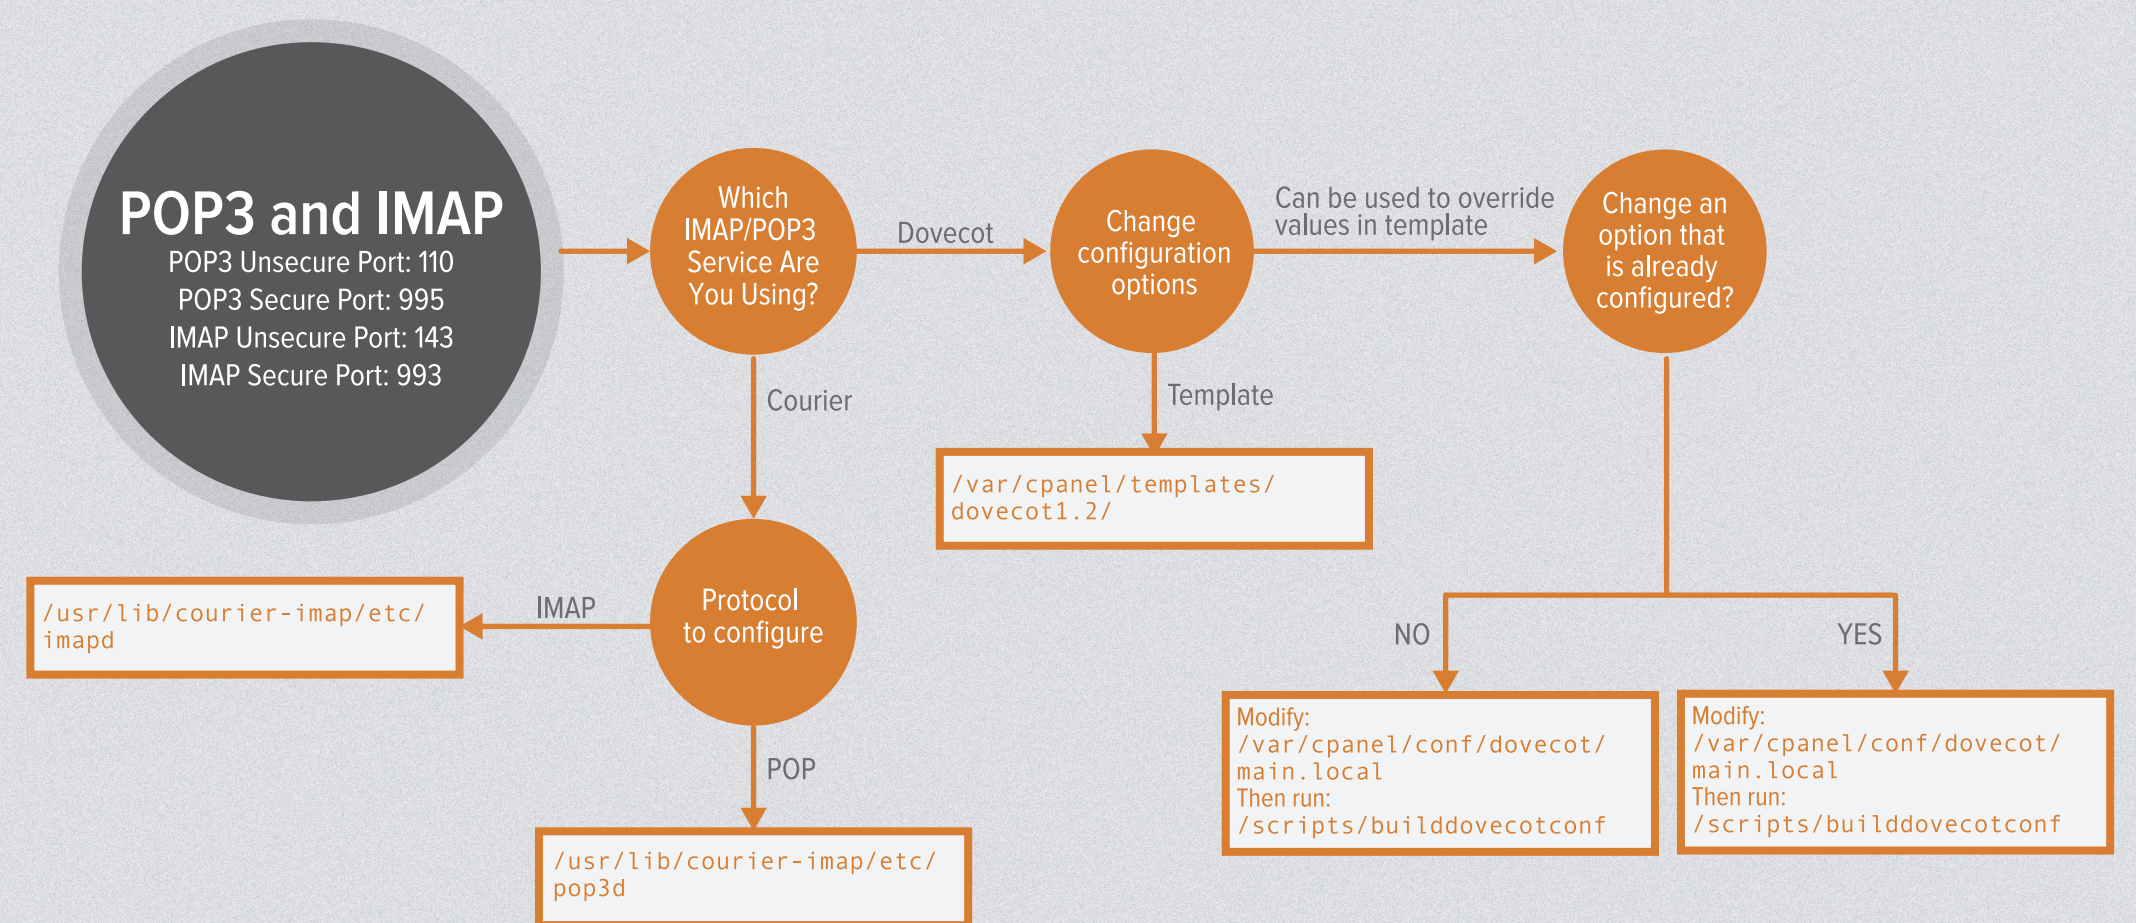 POP3 and IMAP
POP3 Unsecure Port: 110
POP3 Secure Port: 995
IMAP Unsecure Port: 143
IMAP Secure Port: 993
Which
IMAP/POP3
Service Are
You Using?
Dovecot
Change
configuration
options
Can be used to override
values in template
Change an
option that
is already
configured?
Courier
Template
/var/cpanel/templates/
dovecot1.2/
Protocol
to configure
IMAP
/usr/lib/courier-imap/etc/
imapd
POP
/usr/lib/courier-imap/etc/
pop3d
NO
Modify:
/var/cpanel/conf/dovecot/
main.local
Then run:
/scripts/builddovecotconf
YES
Modify:
/var/cpanel/conf/dovecot/
main.local
Then run:
/scripts/builddovecotconf